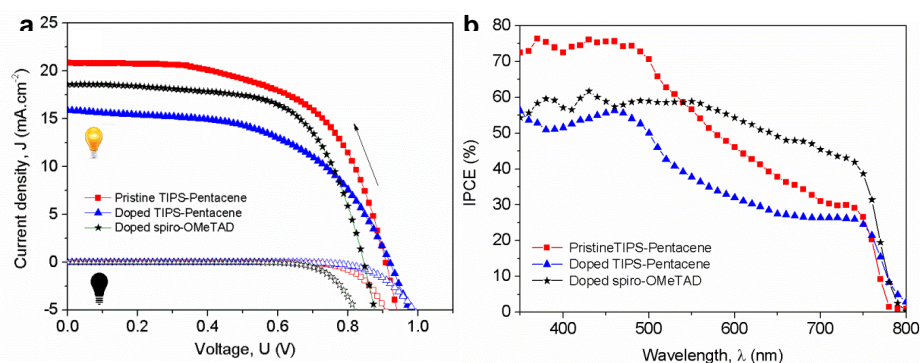 a
Current density, J (mA.cm⁻²)
25
20
15
10
5
0
-5
Pristine TIPS-Pentacene
Doped TIPS-Pentacene
Doped spiro-OMeTAD
0.0 0.2 0.4 0.6 0.8 1.0
Voltage, U (V)
b
IPCE (%)
80
70
60
50
40
30
20
10
0
PristineTIPS-Pentacene
Doped TIPS-Pentacene
Doped spiro-OMeTAD
400 500 600 700 800
Wavelength, λ (nm)